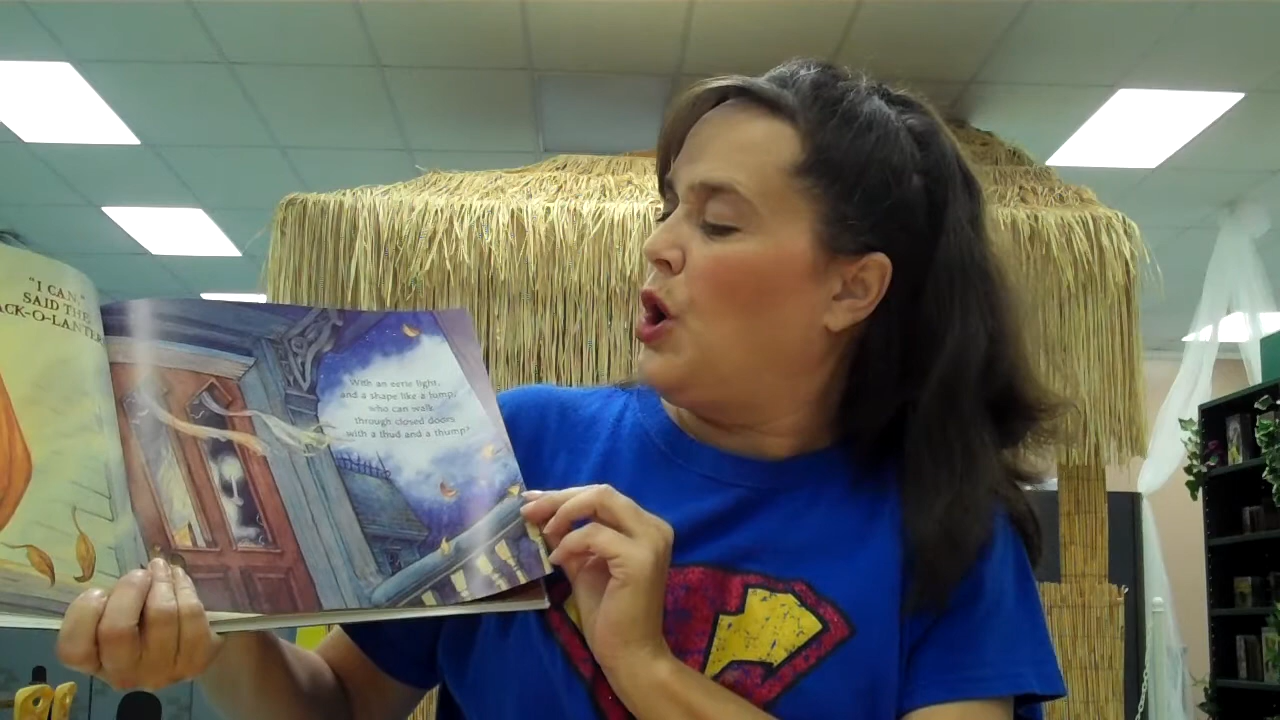 "I CAN,"
SAID THE
ACK-O-LANTE
With an eerie light,
and a shape like a lump,
who can walk
through closed doors
with a thud and a thump?